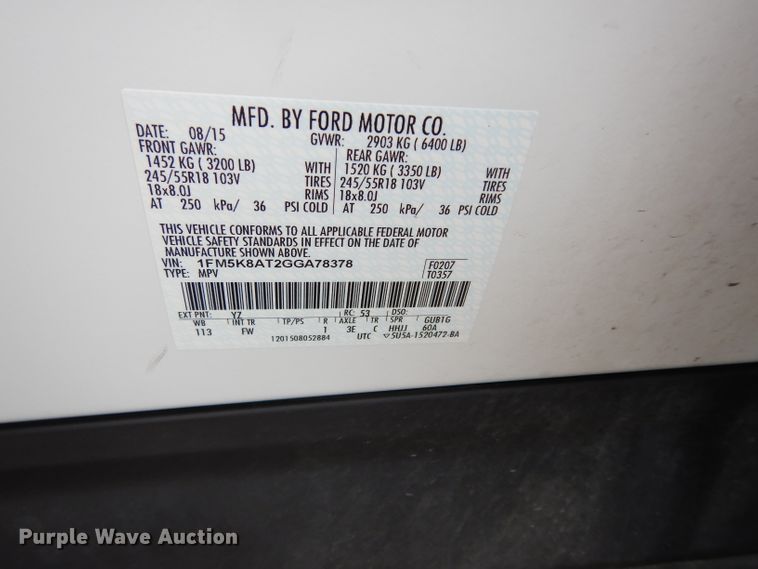 MFD. BY FORD MOTOR CO.
DATE: 08/15 GVWR: 2903 KG ( 6400 LB)
FRONT GAWR: REAR GAWR:
1452 KG ( 3200 LB) WITH 1520 KG ( 3350 LB) WITH
245/55R18 103V TIRES 245/55R18 103V TIRES
18x8.0J RIMS 18x8.0J RIMS
AT 250 kPa/ 36 PSI COLD AT 250 kPa/ 36 PSI COLD
THIS VEHICLE CONFORMS TO ALL APPLICABLE FEDERAL MOTOR
VEHICLE SAFETY STANDARDS IN EFFECT ON THE DATE OF
MANUFACTURE SHOWN ABOVE.
VIN: 1FM5K8AT2GGA78378 F0207
TYPE: MPV T0357
EXT PNT: YZ RC: 53 DSO:
WB INT TR TP/PS R AXLE TR SPR GUB1G
113 FW 1 3E C HHJJ 60A
1201508052884 UTC ▽5U5A-1520472-BA
Purple Wave Auction